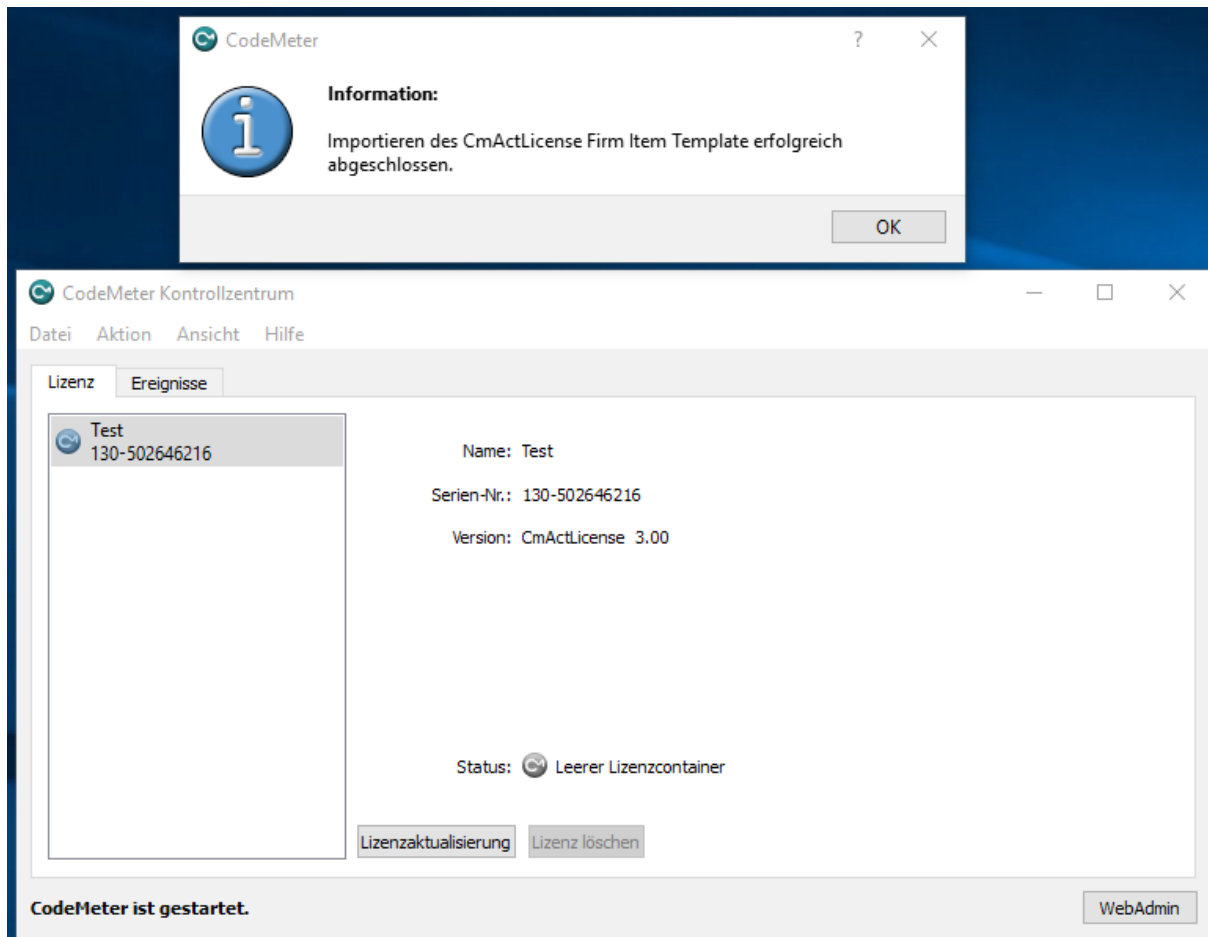 CodeMeter
?
Information:
Importieren des CmActLicense Firm Item Template erfolgreich
abgeschlossen.
OK
CodeMeter Kontrollzentrum
Datei Aktion Ansicht Hilfe
Lizenz Ereignisse
Test
130-502646216
Name: Test
Serien-Nr.: 130-502646216
Version: CmActLicense 3.00
Status: Leerer Lizenzcontainer
Lizenzaktualisierung Lizenz löschen
CodeMeter ist gestartet.
WebAdmin